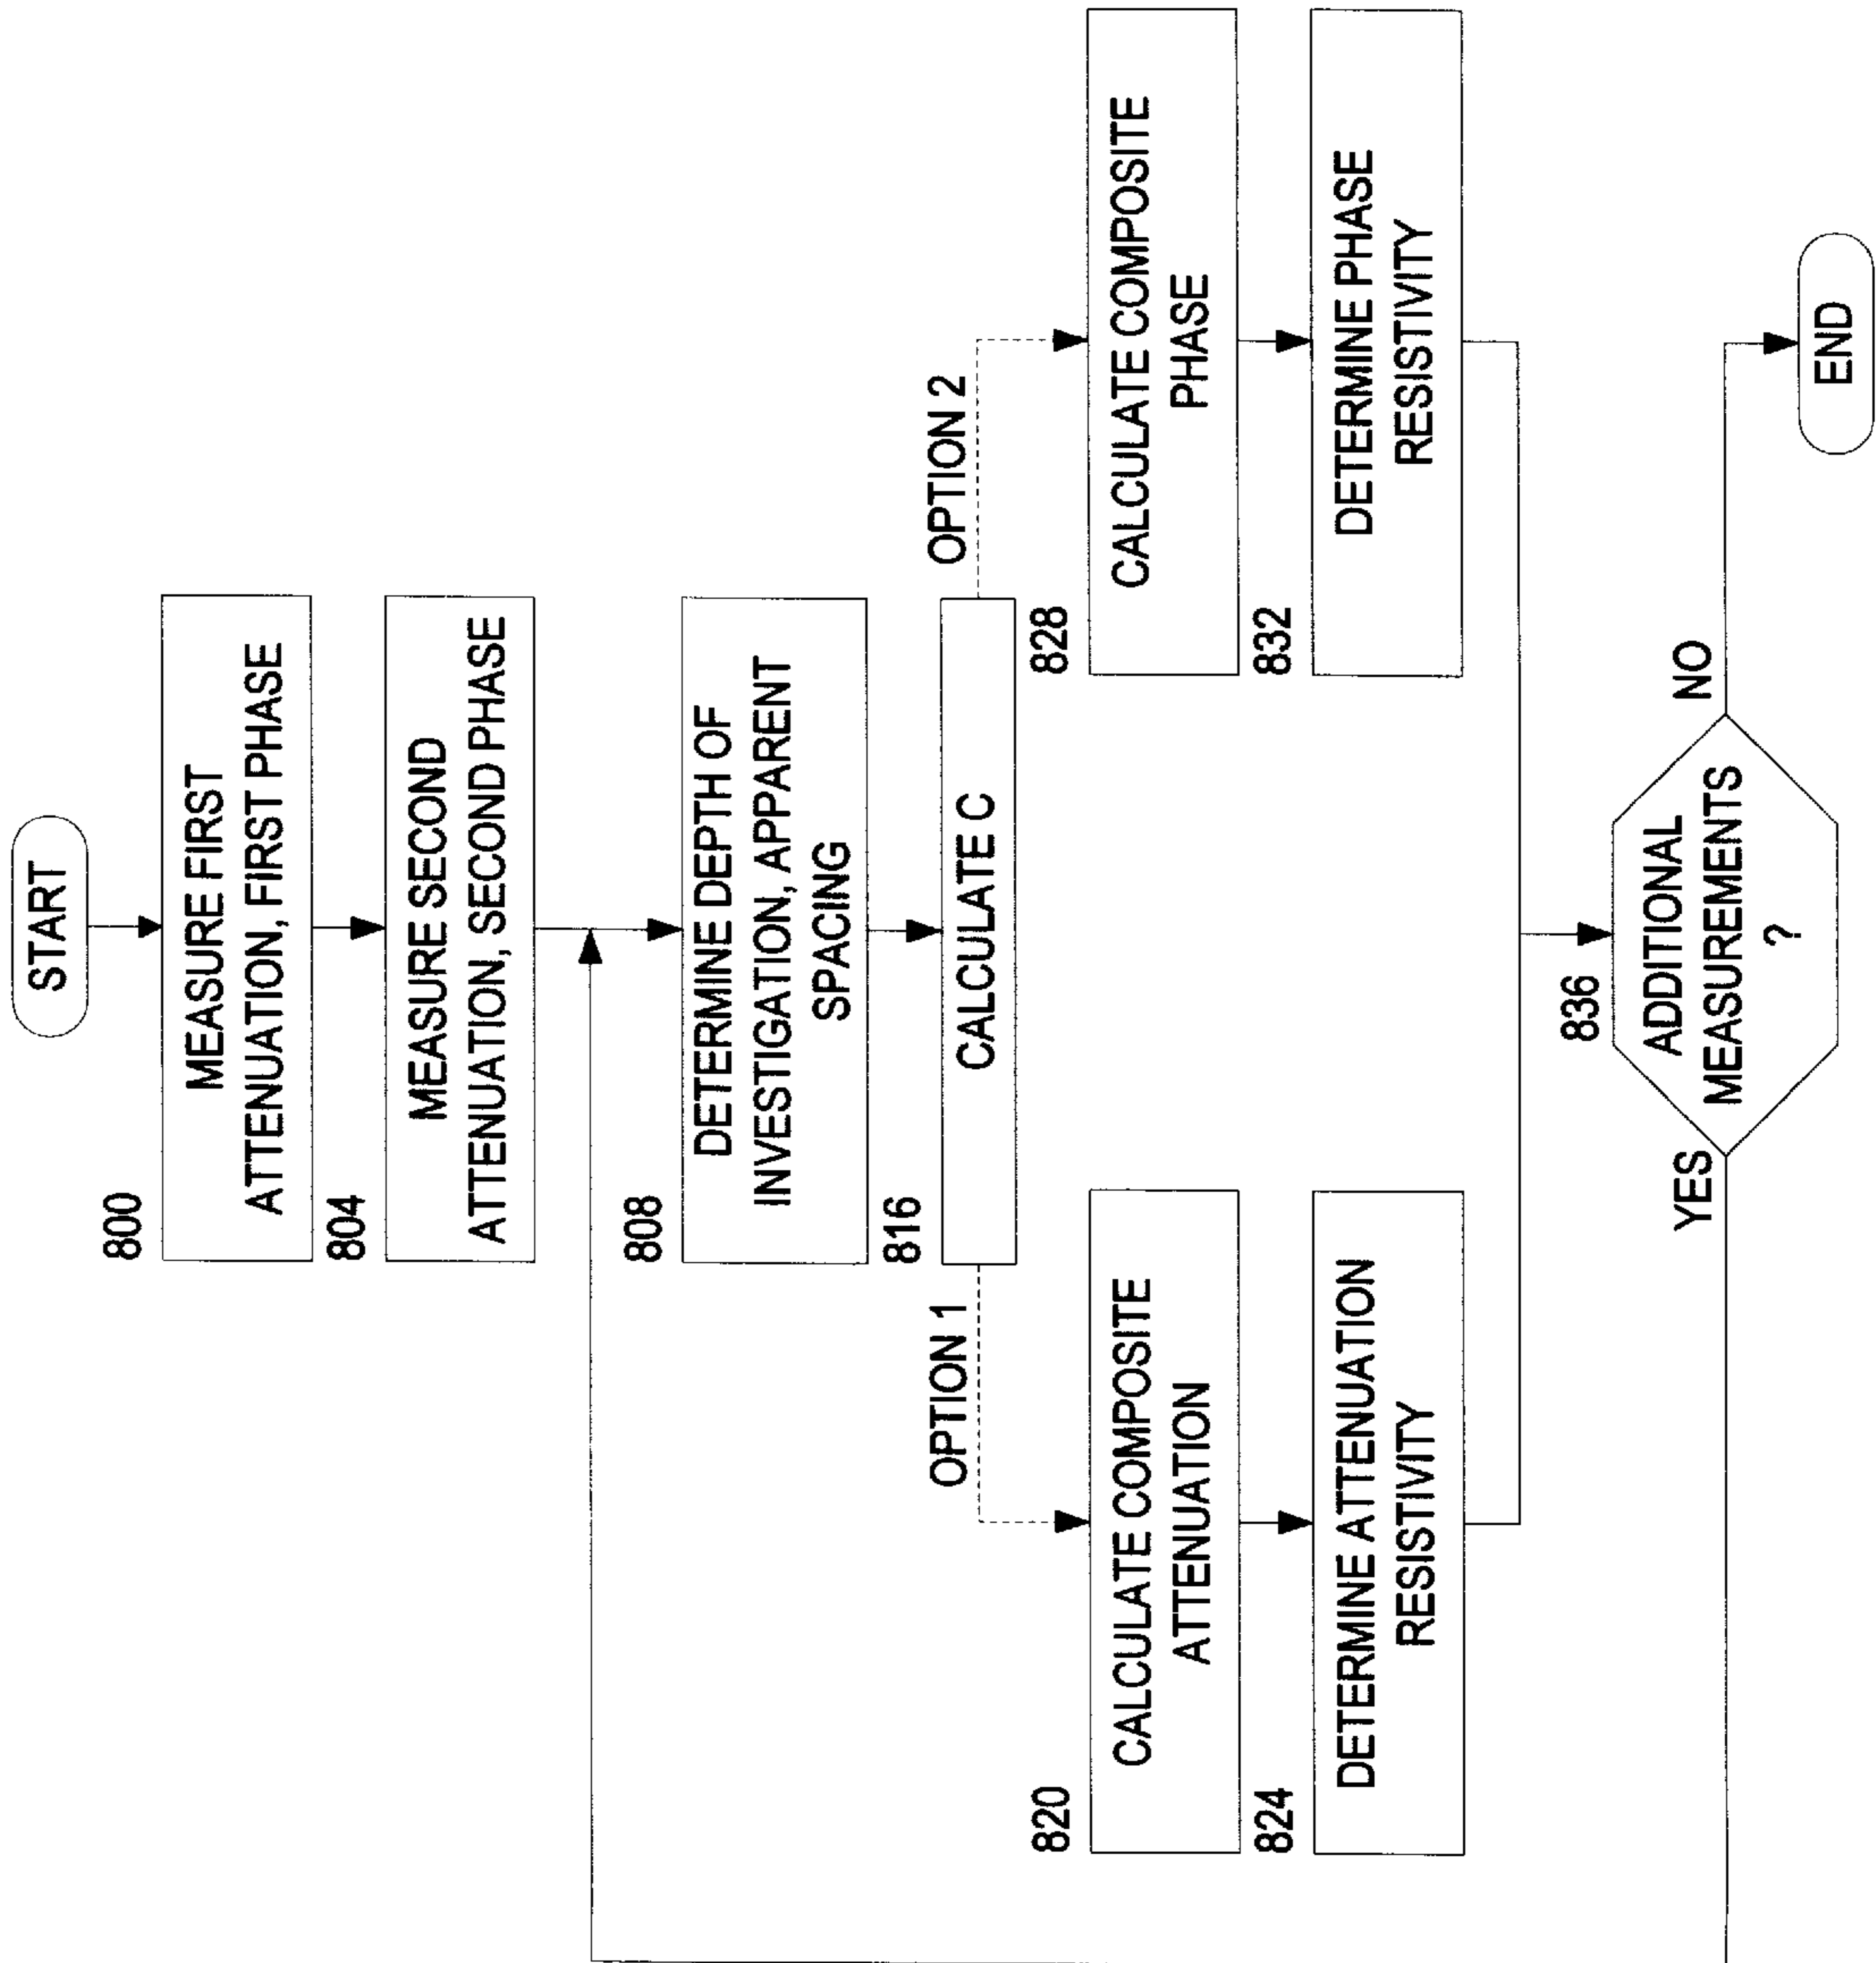 START
800
MEASURE FIRST
ATTENUATION, FIRST PHASE
804
MEASURE SECOND
ATTENUATION, SECOND PHASE
808
DETERMINE DEPTH OF
INVESTIGATION, APPARENT
SPACING
816
CALCULATE C
OPTION 1
OPTION 2
820
CALCULATE COMPOSITE
ATTENUATION
824
DETERMINE ATTENUATION
RESISTIVITY
828
CALCULATE COMPOSITE
PHASE
832
DETERMINE PHASE
RESISTIVITY
836
ADDITIONAL
MEASUREMENTS
?
YES
NO
END